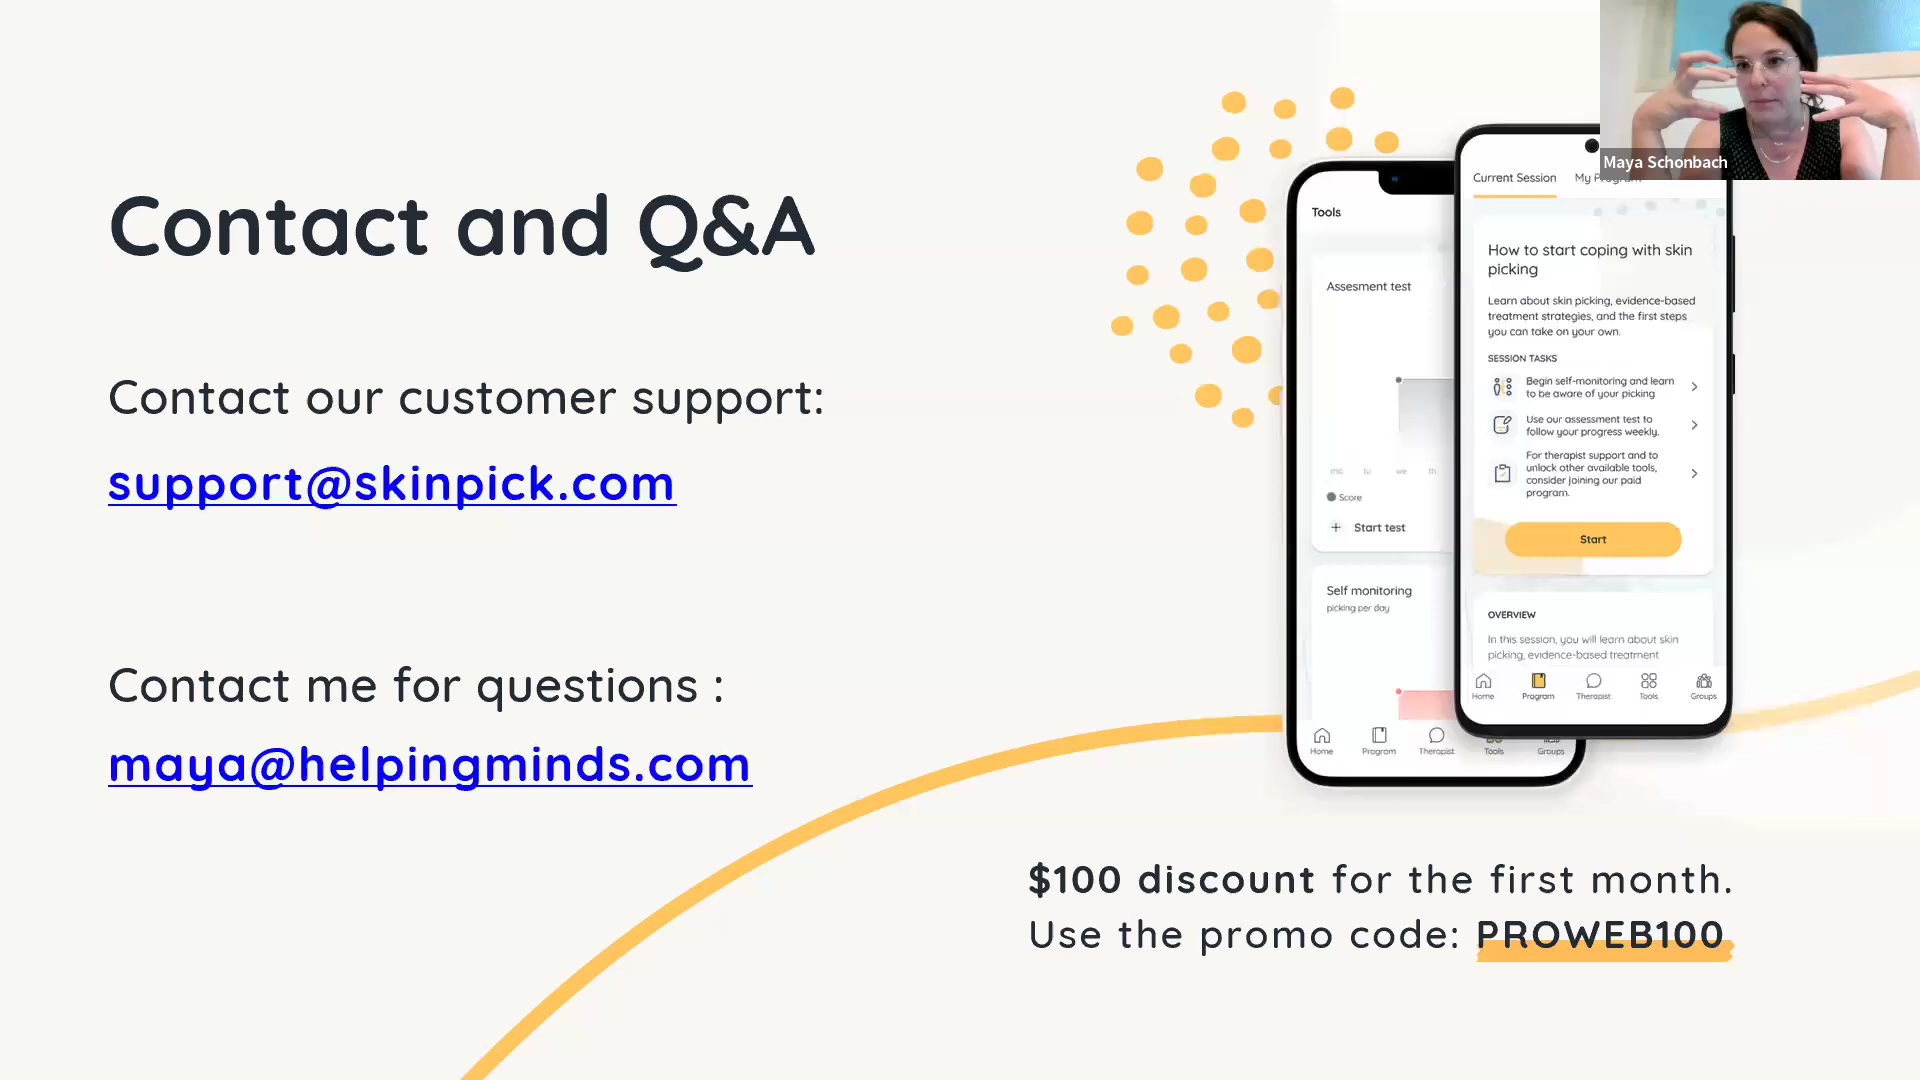 Contact and Q&A
Contact our customer support:
support@skinpick.com
Contact me for questions :
maya@helpingminds.com
Tools
Assesment test
mo tu we th
Score
+ Start test
Self monitoring
picking per day
Home Program Therapist Tools Groups
Current Session My Program
How to start coping with skin
picking
Learn about skin picking, evidence-based
treatment strategies, and the first steps
you can take on your own.
SESSION TASKS
Begin self-monitoring and learn
to be aware of your picking
Use our assessment test to
follow your progress weekly.
For therapist support and to
unlock other available tools,
consider joining our paid
program.
Start
OVERVIEW
In this session, you will learn about skin
picking, evidence-based treatment
Home Program Therapist Tools Groups
Maya Schonbach
$100 discount for the first month.
Use the promo code: PROWEB100